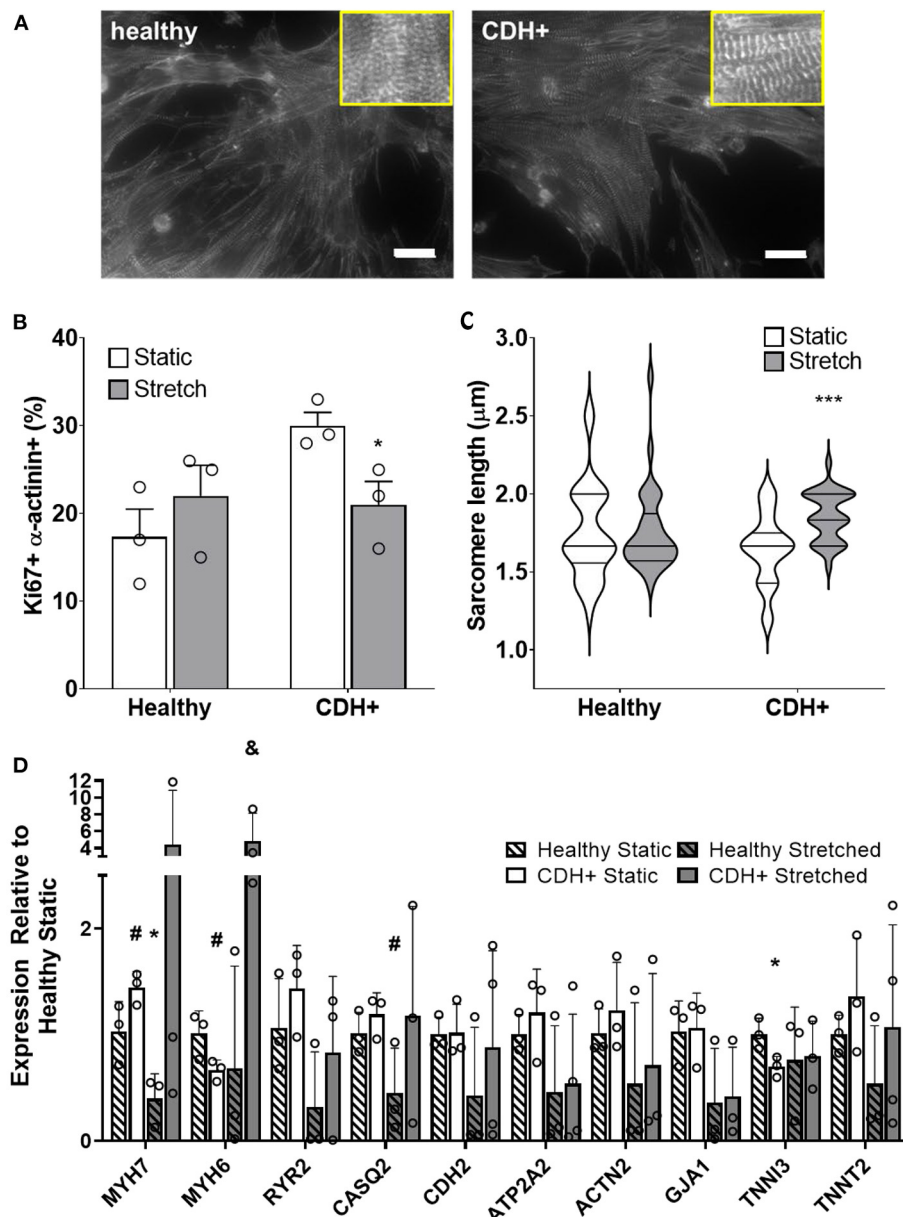 A
healthy
CDH+
B
Ki67+ α-actinin+ (%)
40
30
20
10
0
Static
Stretch
*
Healthy
CDH+
C
Sarcomere length (μm)
3.0
2.5
2.0
1.5
1.0
Static
Stretch
***
Healthy
CDH+
D
Expression Relative to
Healthy Static
12
10
8
6
4
2
0
&
# * # # *
Healthy Static
Healthy Stretched
CDH+ Static
CDH+ Stretched
MYH7
MYH6
RYR2
CASQ2
CDH2
ATP2A2
ACTN2
GJA1
TNNI3
TNNT2